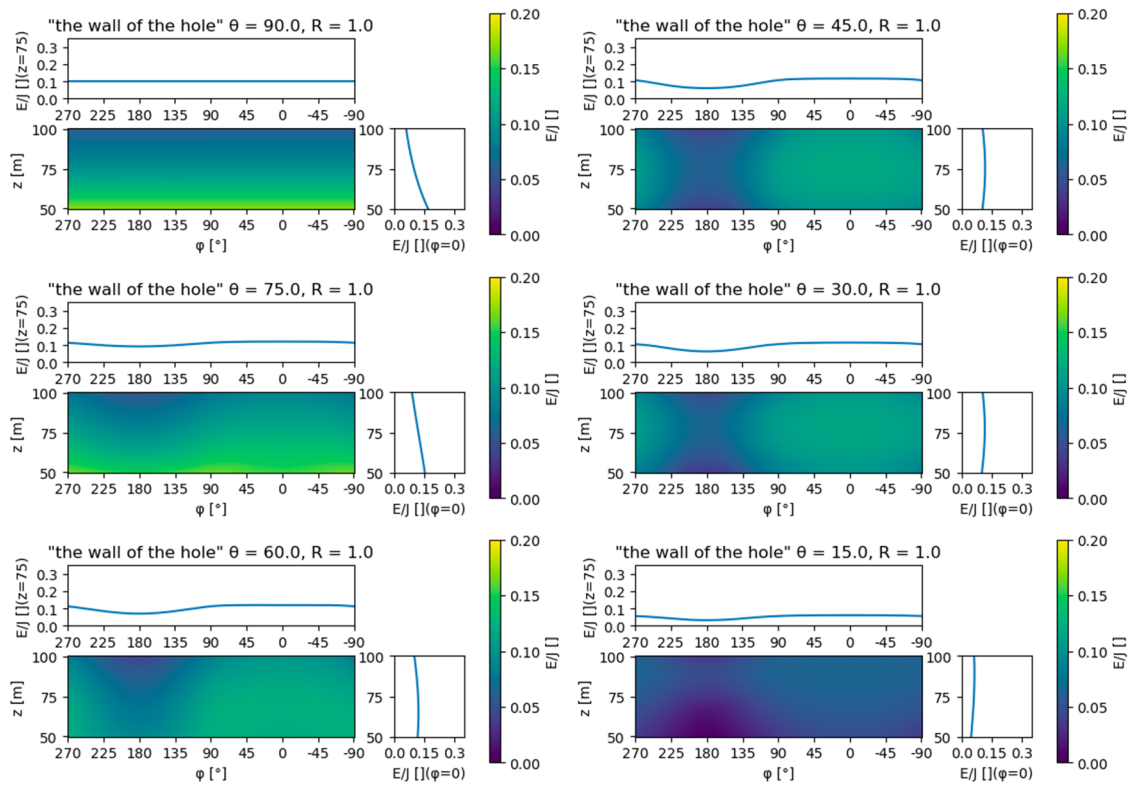 "the wall of the hole" θ = 90.0, R = 1.0
E/J [](z=75)
0.3
0.2
0.1
0.0
270 225 180 135 90 45 0 -45 -90
z [m]
100
75
50
270 225 180 135 90 45 0 -45 -90
φ [°]
100
75
50
0.0 0.15 0.3
E/J [](φ=0)
0.20
0.15
0.10
0.05
0.00
E/J []
"the wall of the hole" θ = 45.0, R = 1.0
E/J [](z=75)
0.3
0.2
0.1
0.0
270 225 180 135 90 45 0 -45 -90
z [m]
100
75
50
270 225 180 135 90 45 0 -45 -90
φ [°]
100
75
50
0.0 0.15 0.3
E/J [](φ=0)
0.20
0.15
0.10
0.05
0.00
E/J []
"the wall of the hole" θ = 75.0, R = 1.0
E/J [](z=75)
0.3
0.2
0.1
0.0
270 225 180 135 90 45 0 -45 -90
z [m]
100
75
50
270 225 180 135 90 45 0 -45 -90
φ [°]
100
75
50
0.0 0.15 0.3
E/J [](φ=0)
0.20
0.15
0.10
0.05
0.00
E/J []
"the wall of the hole" θ = 30.0, R = 1.0
E/J [](z=75)
0.3
0.2
0.1
0.0
270 225 180 135 90 45 0 -45 -90
z [m]
100
75
50
270 225 180 135 90 45 0 -45 -90
φ [°]
100
75
50
0.0 0.15 0.3
E/J [](φ=0)
0.20
0.15
0.10
0.05
0.00
E/J []
"the wall of the hole" θ = 60.0, R = 1.0
E/J [](z=75)
0.3
0.2
0.1
0.0
270 225 180 135 90 45 0 -45 -90
z [m]
100
75
50
270 225 180 135 90 45 0 -45 -90
φ [°]
100
75
50
0.0 0.15 0.3
E/J [](φ=0)
0.20
0.15
0.10
0.05
0.00
E/J []
"the wall of the hole" θ = 15.0, R = 1.0
E/J [](z=75)
0.3
0.2
0.1
0.0
270 225 180 135 90 45 0 -45 -90
z [m]
100
75
50
270 225 180 135 90 45 0 -45 -90
φ [°]
100
75
50
0.0 0.15 0.3
E/J [](φ=0)
0.20
0.15
0.10
0.05
0.00
E/J []